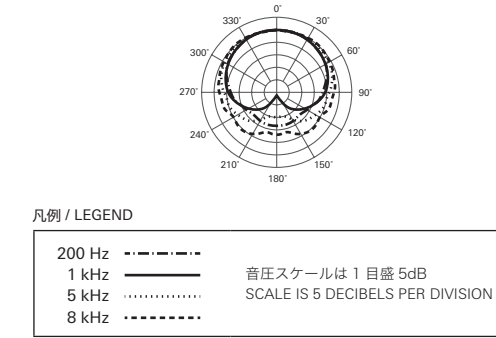 0°
330°
30°
300°
60°
270°
90°
240°
120°
210°
150°
180°
凡例 / LEGEND
200 Hz
1 kHz
音圧スケールは 1 目盛 5dB
5 kHz
SCALE IS 5 DECIBELS PER DIVISION
8 kHz